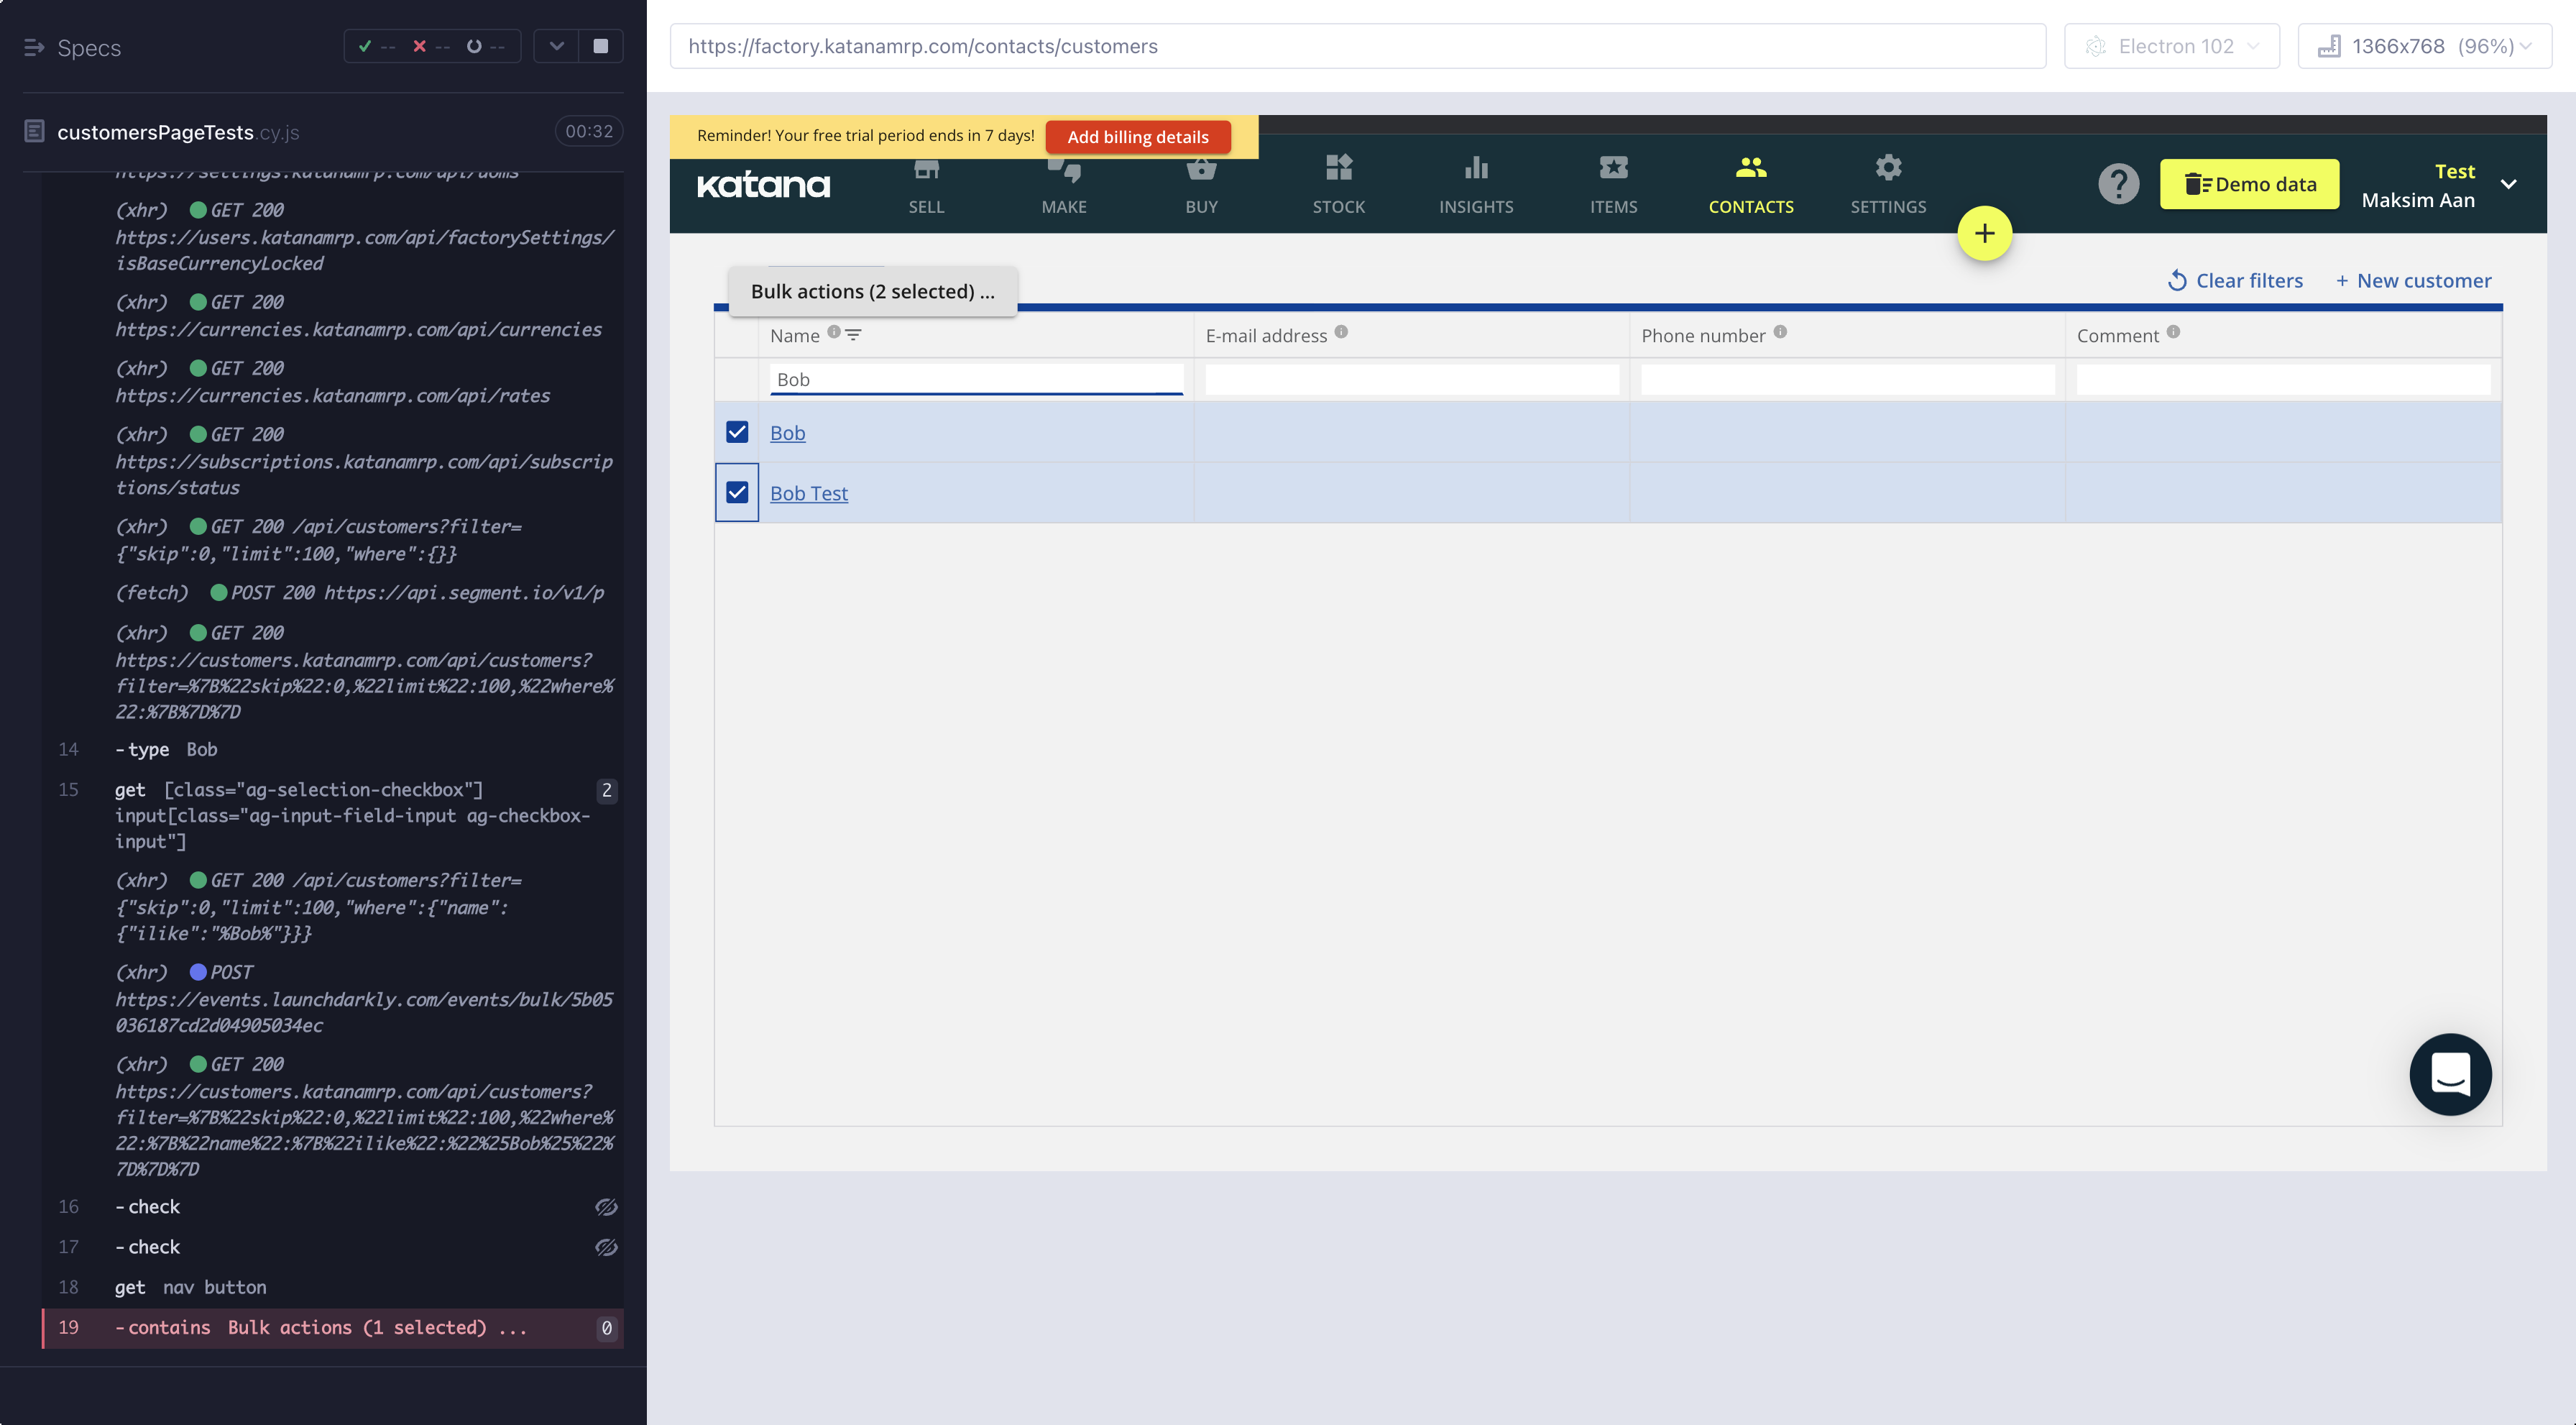 Specs
-- -- --
customersPageTests.cy.js
00:32
https://settings.katanamrp.com/api/uoms
(xhr) GET 200
https://users.katanamrp.com/api/factorySettings/
isBaseCurrencyLocked
(xhr) GET 200
https://currencies.katanamrp.com/api/currencies
(xhr) GET 200
https://currencies.katanamrp.com/api/rates
(xhr) GET 200
https://subscriptions.katanamrp.com/api/subscrip
tions/status
(xhr) GET 200 /api/customers?filter=
{"skip":0,"limit":100,"where":{}}
(fetch) POST 200 https://api.segment.io/v1/p
(xhr) GET 200
https://customers.katanamrp.com/api/customers?
filter=%7B%22skip%22:0,%22limit%22:100,%22where%
22:%7B%7D%7D
14 -type Bob
15 get [class="ag-selection-checkbox"] 2
input[class="ag-input-field-input ag-checkbox-
input"]
(xhr) GET 200 /api/customers?filter=
{"skip":0,"limit":100,"where":{"name":
{"ilike":"%Bob%"}}}
(xhr) POST
https://events.launchdarkly.com/events/bulk/5b05
036187cd2d04905034ec
(xhr) GET 200
https://customers.katanamrp.com/api/customers?
filter=%7B%22skip%22:0,%22limit%22:100,%22where%
22:%7B%22name%22:%7B%22ilike%22:%22%25Bob%25%22%
7D%7D%7D
16 -check
17 -check
18 get nav button
19 -contains Bulk actions (1 selected) ... 0
https://factory.katanamrp.com/contacts/customers
Electron 102
1366x768 (96%)
Reminder! Your free trial period ends in 7 days!
Add billing details
katana
SELL
MAKE
BUY
STOCK
INSIGHTS
ITEMS
CONTACTS
SETTINGS
?
Demo data
Test
Maksim Aan
+
Bulk actions (2 selected) ...
Clear filters
+ New customer
Name
E-mail address
Phone number
Comment
Bob
Bob
Bob Test